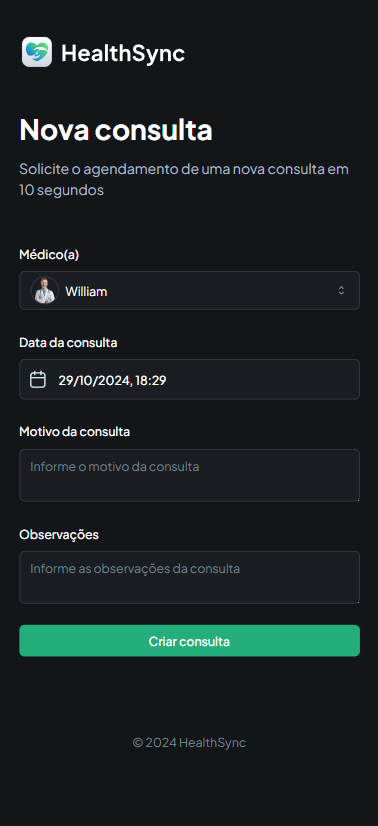 HealthSync
Nova consulta
Solicite o agendamento de uma nova consulta em
10 segundos
Médico(a)
William
Data da consulta
29/10/2024, 18:29
Motivo da consulta
Informe o motivo da consulta
Observações
Informe as observações da consulta
Criar consulta
© 2024 HealthSync